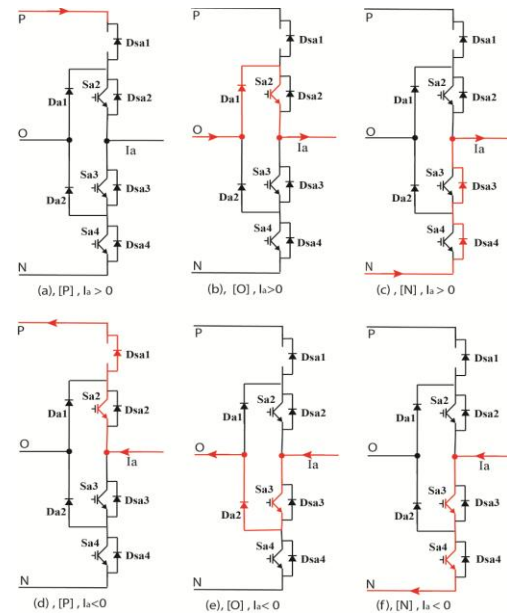 P
Dsa1
Sa2
Da1
Dsa2
O
Ia
Sa3
Da2
Dsa3
Sa4
Dsa4
N
(a), [P] , Ia > 0
P
Dsa1
Sa2
Da1
Dsa2
O
Ia
Sa3
Da2
Dsa3
Sa4
Dsa4
N
(b), [O] , Ia>0
P
Dsa1
Sa2
Da1
Dsa2
O
Ia
Sa3
Da2
Dsa3
Sa4
Dsa4
N
(c), [N] , Ia > 0
P
Dsa1
Sa2
Da1
Dsa2
O
Ia
Sa3
Da2
Dsa3
Sa4
Dsa4
N
(d), [P] , Ia<0
P
Dsa1
Sa2
Da1
Dsa2
O
Ia
Sa3
Da2
Dsa3
Sa4
Dsa4
N
(e), [O] , Ia < 0
P
Dsa1
Sa2
Da1
Dsa2
O
Ia
Sa3
Da2
Dsa3
Sa4
Dsa4
N
(f), [N] , Ia < 0